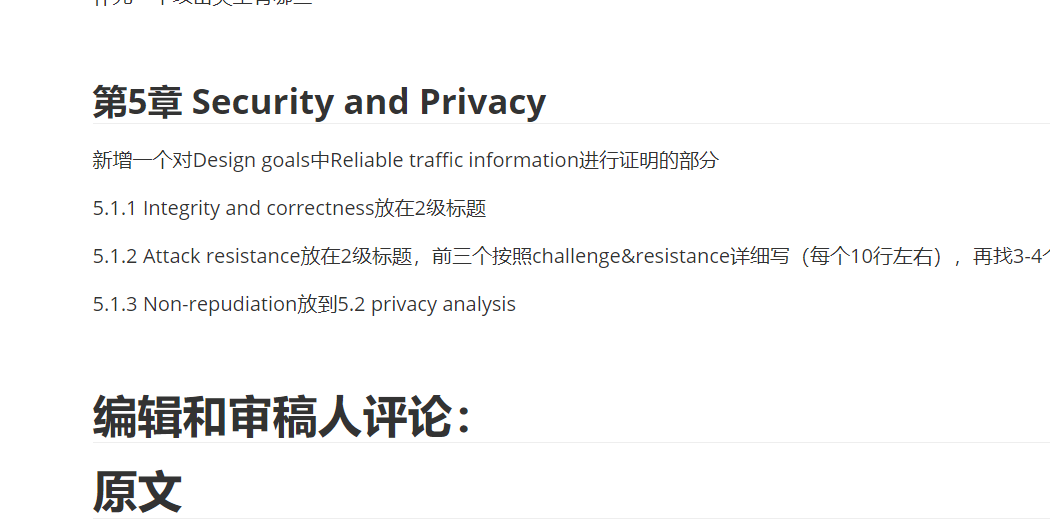 第5章 Security and Privacy
新增一个对Design goals中Reliable traffic information进行证明的部分
5.1.1 Integrity and correctness放在2级标题
5.1.2 Attack resistance放在2级标题，前三个按照challenge&resistance详细写（每个10行左右），再找3-4个
5.1.3 Non-repudiation放到5.2 privacy analysis
编辑和审稿人评论：
原文